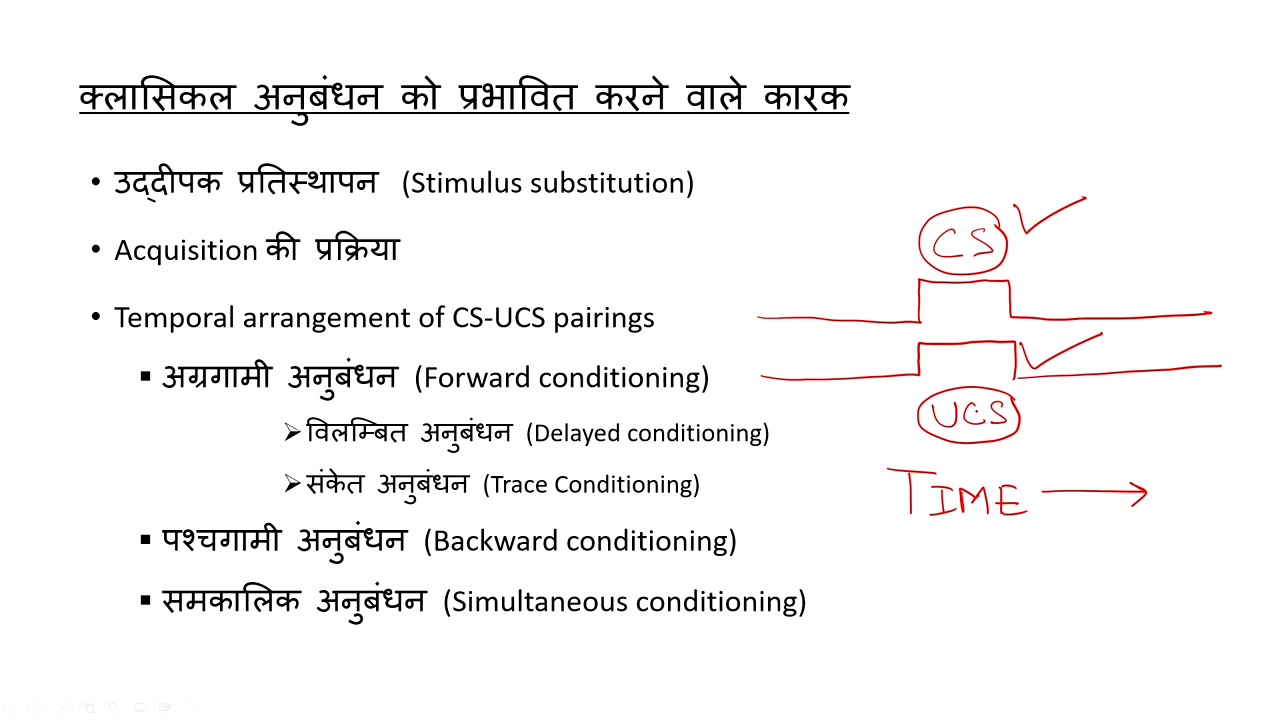 क्लासिकल अनुबंधन को प्रभावित करने वाले कारक
• उद्दीपक प्रतिस्थापन (Stimulus substitution)
• Acquisition की प्रक्रिया
• Temporal arrangement of CS-UCS pairings
▪ अग्रगामी अनुबंधन (Forward conditioning)
➢ विलम्बित अनुबंधन (Delayed conditioning)
➢ संकेत अनुबंधन (Trace Conditioning)
▪ पश्चगामी अनुबंधन (Backward conditioning)
▪ समकालिक अनुबंधन (Simultaneous conditioning)
CS
UCS
TIME